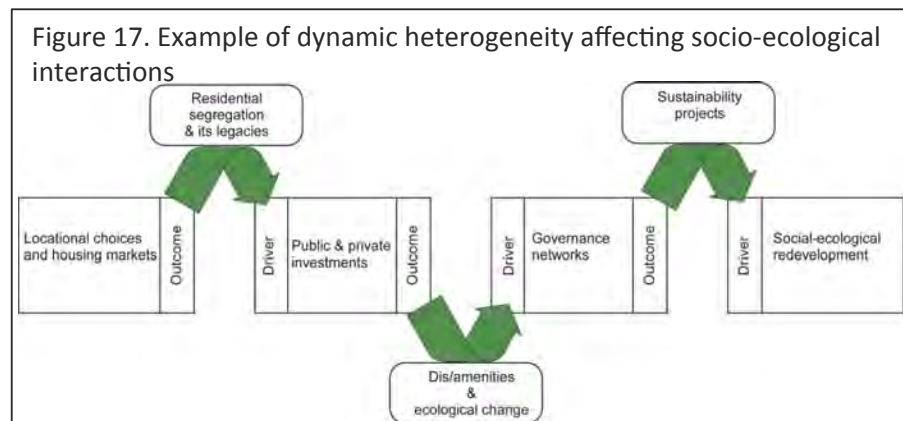 Figure 17. Example of dynamic heterogeneity affecting socio-ecological
interactions
Residential
segregation
& its legacies
Sustainability
projects
Locational choices
and housing markets
Outcome
Driver
Public & private
investments
Outcome
Driver
Governance
networks
Outcome
Driver
Social-ecological
redevelopment
Dis/amenities
&
ecological change